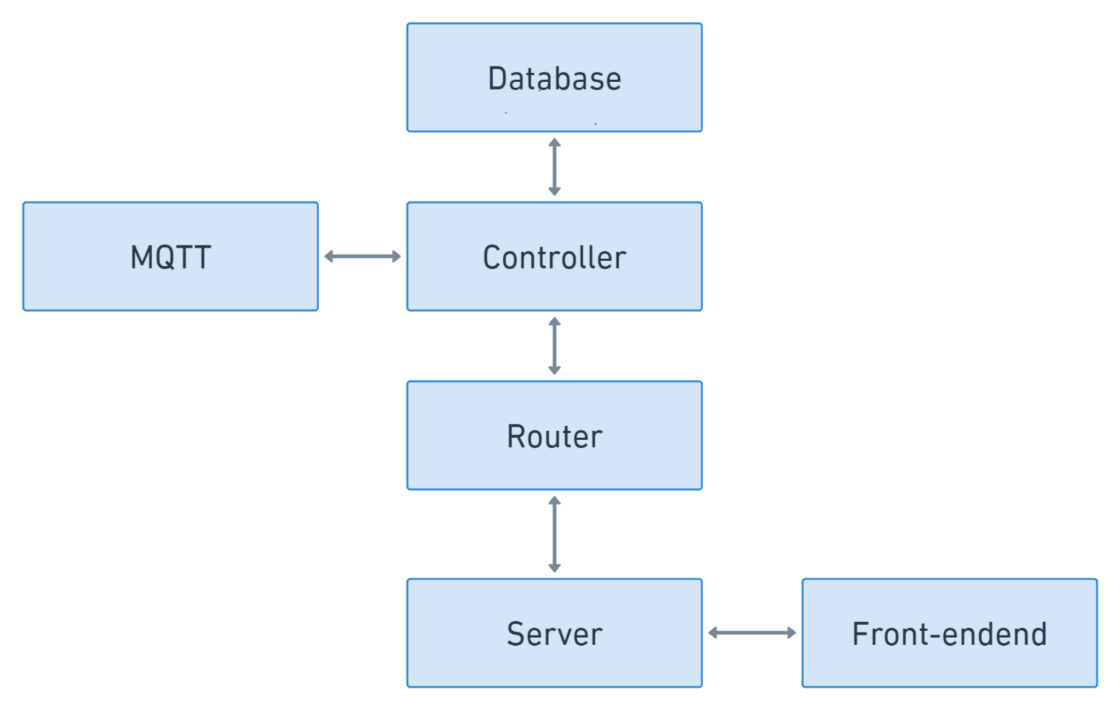 Database
MQTT
Controller
Router
Server
Front-endend